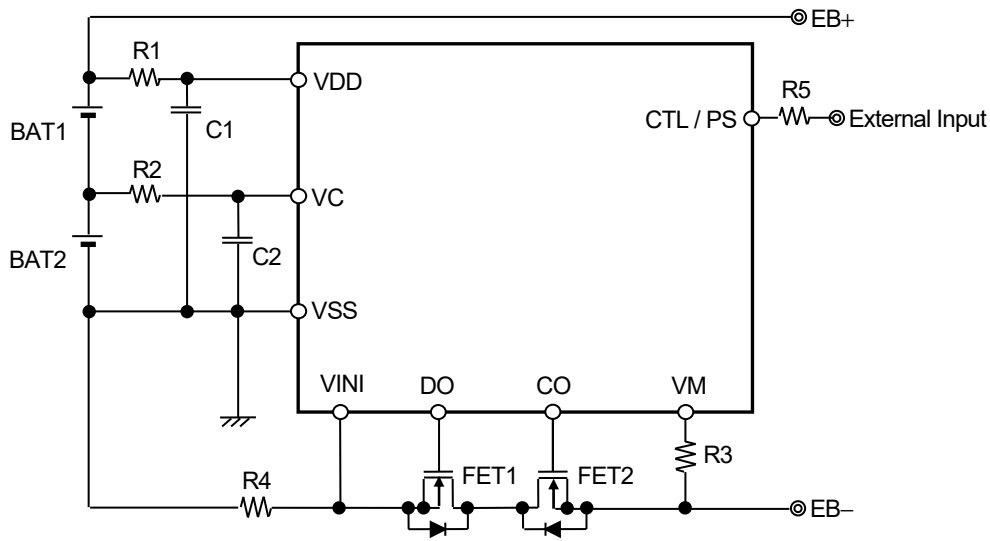 EB+
R1
VDD
R5
C1
CTL / PS
External Input
BAT1
R2
VC
BAT2
C2
VSS
VINI
DO
CO
VM
R3
R4
FET1
FET2
EB−